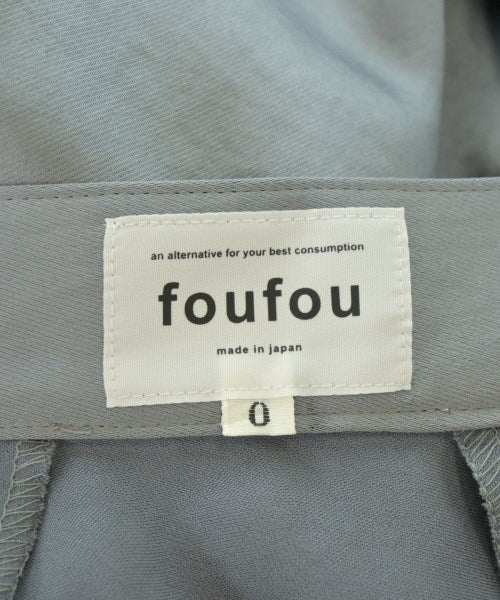 an alternative for your best consumption
foufou
made in japan
0